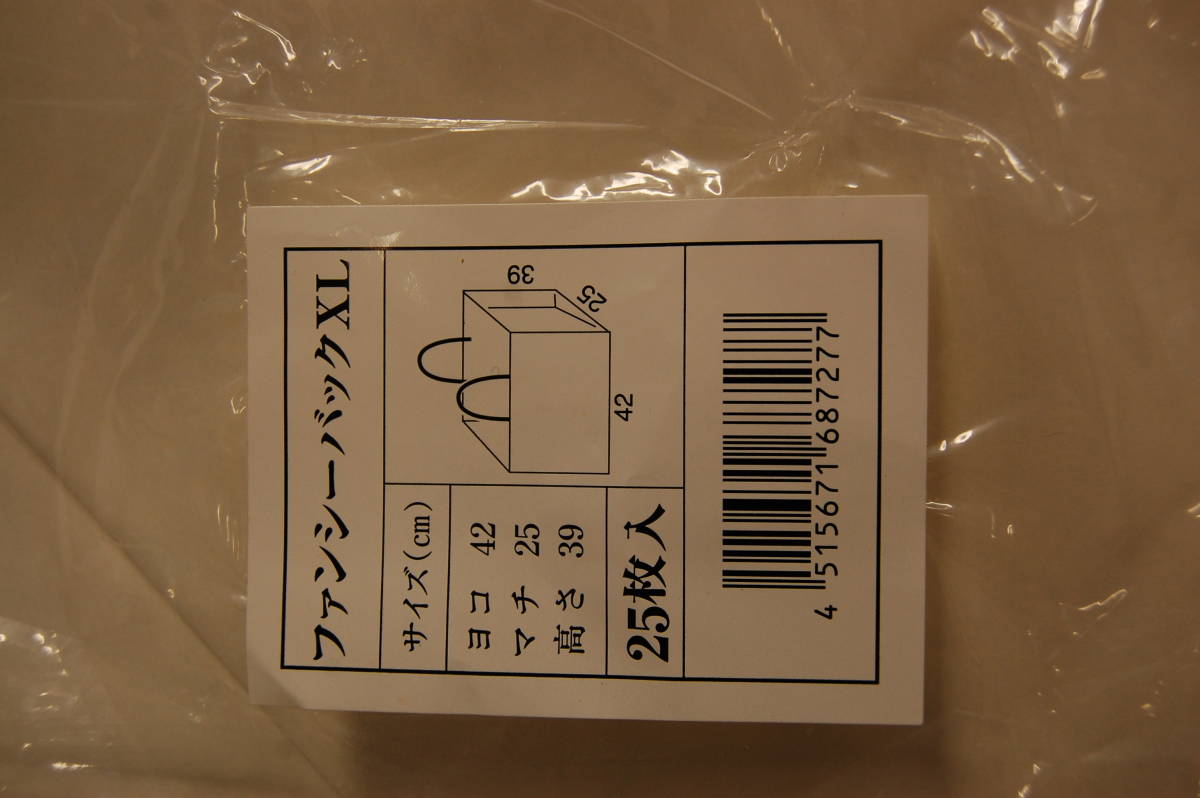 ファンシーバックXL
サイズ(cm)
ヨコ 42
マチ 25
高さ 39
25枚入
39
25
42
4 515671 687277